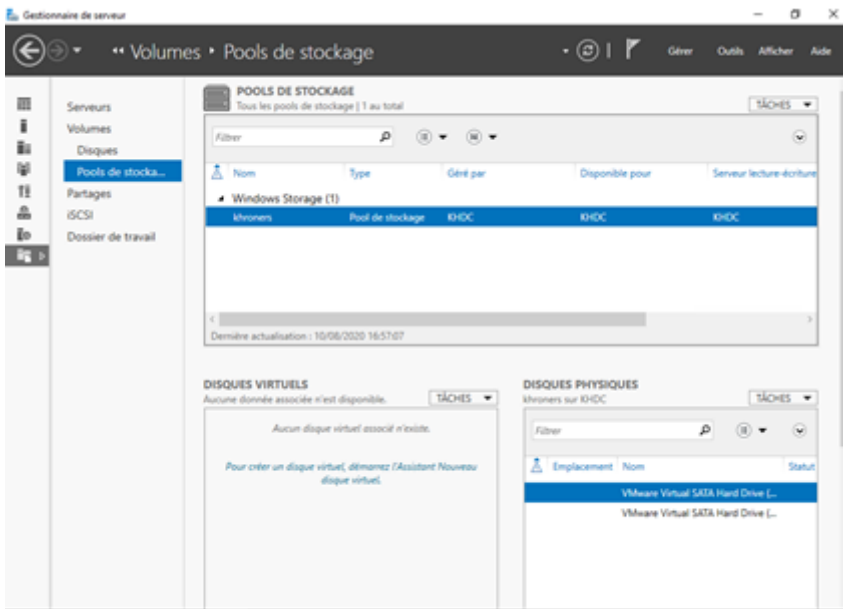 Gestionnaire de serveur
Volumes • Pools de stockage
Gérer Outils Afficher Aide
Serveurs
Volumes
Disques
Pools de stocka...
Partages
iSCSI
Dossier de travail
POOLS DE STOCKAGE
Tous les pools de stockage | 1 au total
TÂCHES
Filtrer
Nom Type Géré par Disponible pour Serveur lecture-écriture
Windows Storage (1)
khroners Pool de stockage KHDC KHDC KHDC
Dernière actualisation : 10/08/2020 16:57:07
DISQUES VIRTUELS
Aucune donnée associée n'est disponible.
TÂCHES
Aucun disque virtuel associé n'existe.
Pour créer un disque virtuel, démarrez l'Assistant Nouveau
disque virtuel.
DISQUES PHYSIQUES
khroners sur KHDC
TÂCHES
Filtrer
Emplacement Nom Statut
VMware Virtual SATA Hard Drive (...
VMware Virtual SATA Hard Drive (...